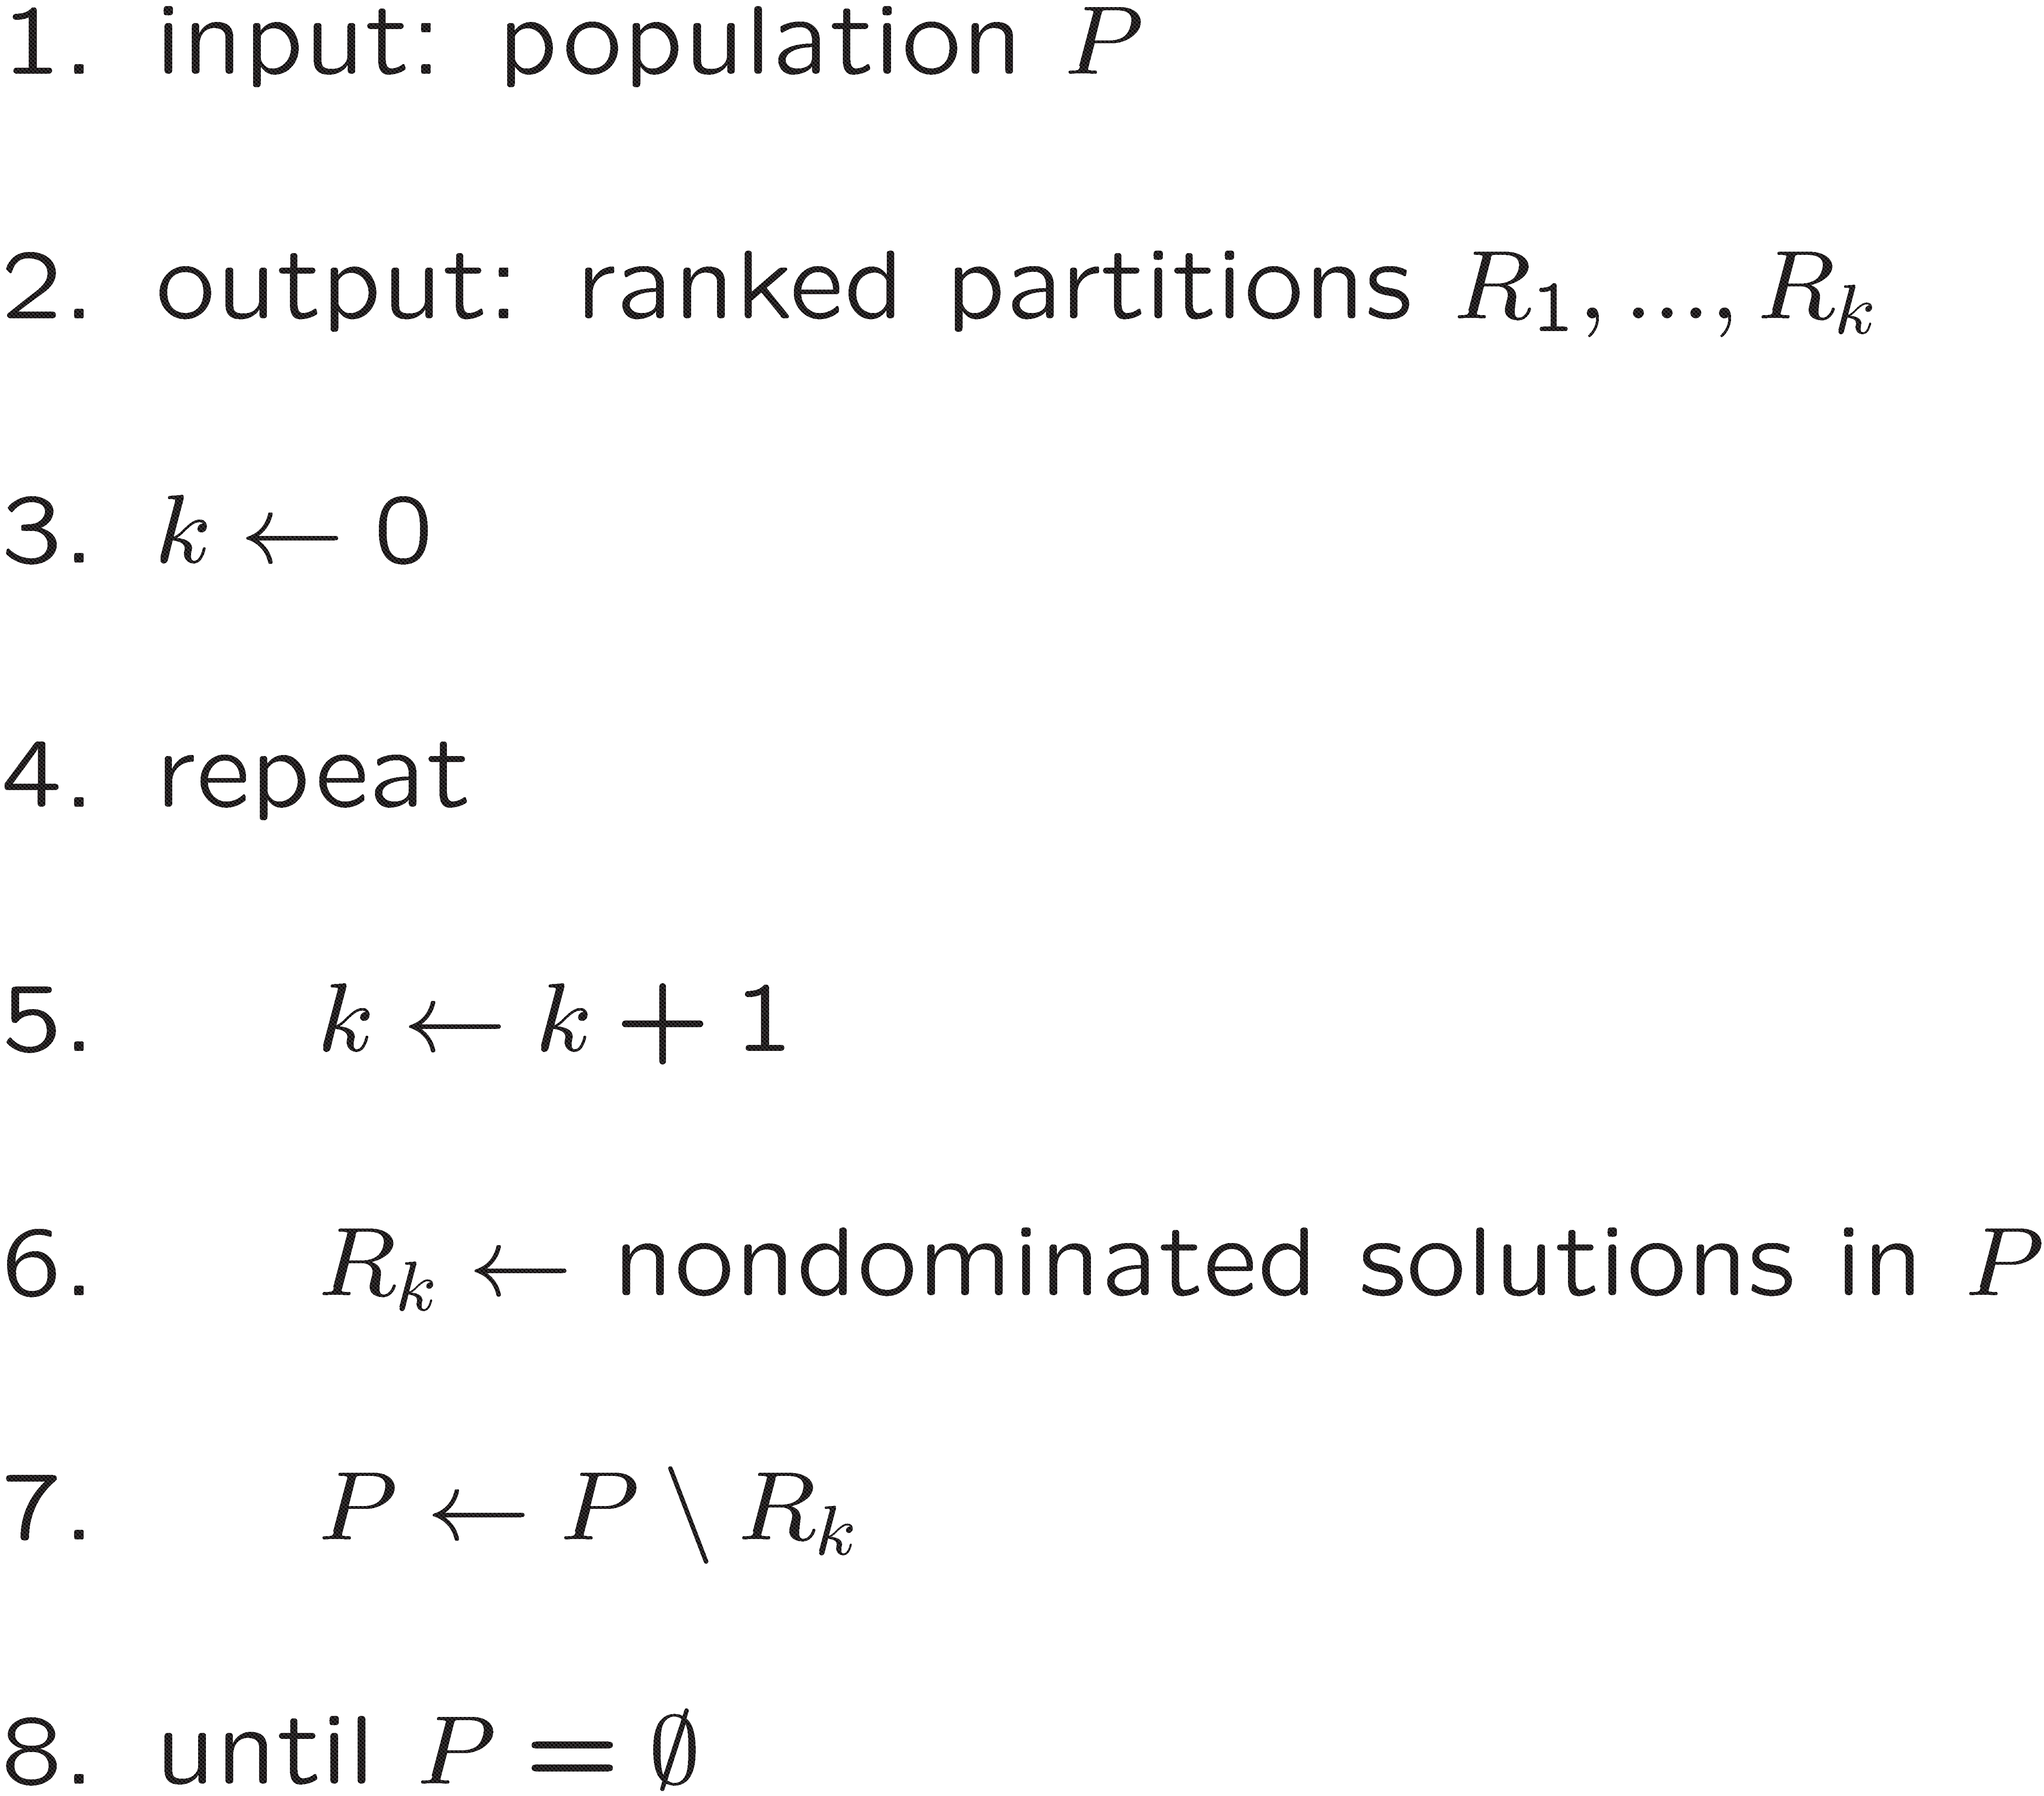 1. input: population P
2. output: ranked partitions R₁, ..., Rₖ
3. k ← 0
4. repeat
5. k ← k + 1
6. Rₖ ← nondominated solutions in P
7. P ← P \ Rₖ
8. until P = ∅